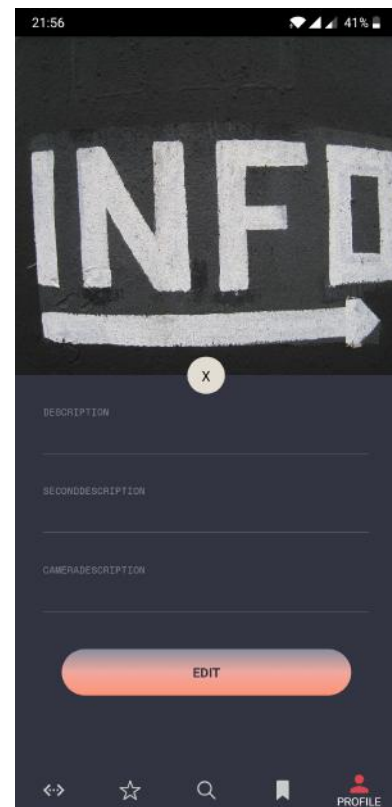 21:56
41%
INFO
X
DESCRIPTION
SECONDDESCRIPTION
CAMERADESCRIPTION
EDIT
PROFILE